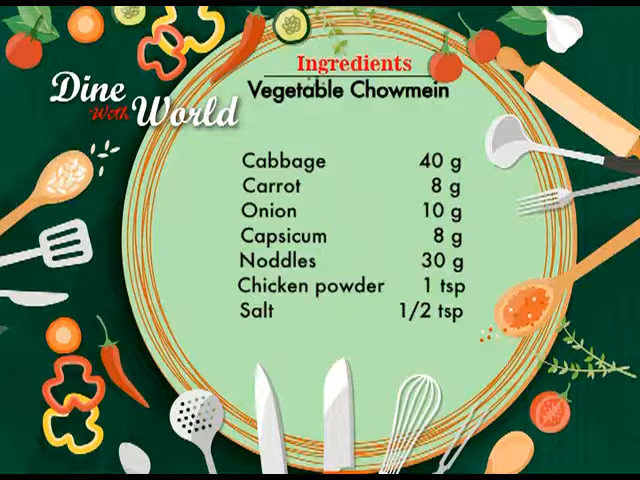 Ingredients
Dine
With World
Vegetable Chowmein
Cabbage 40 g
Carrot 8 g
Onion 10 g
Capsicum 8 g
Noddles 30 g
Chicken powder 1 tsp
Salt 1/2 tsp